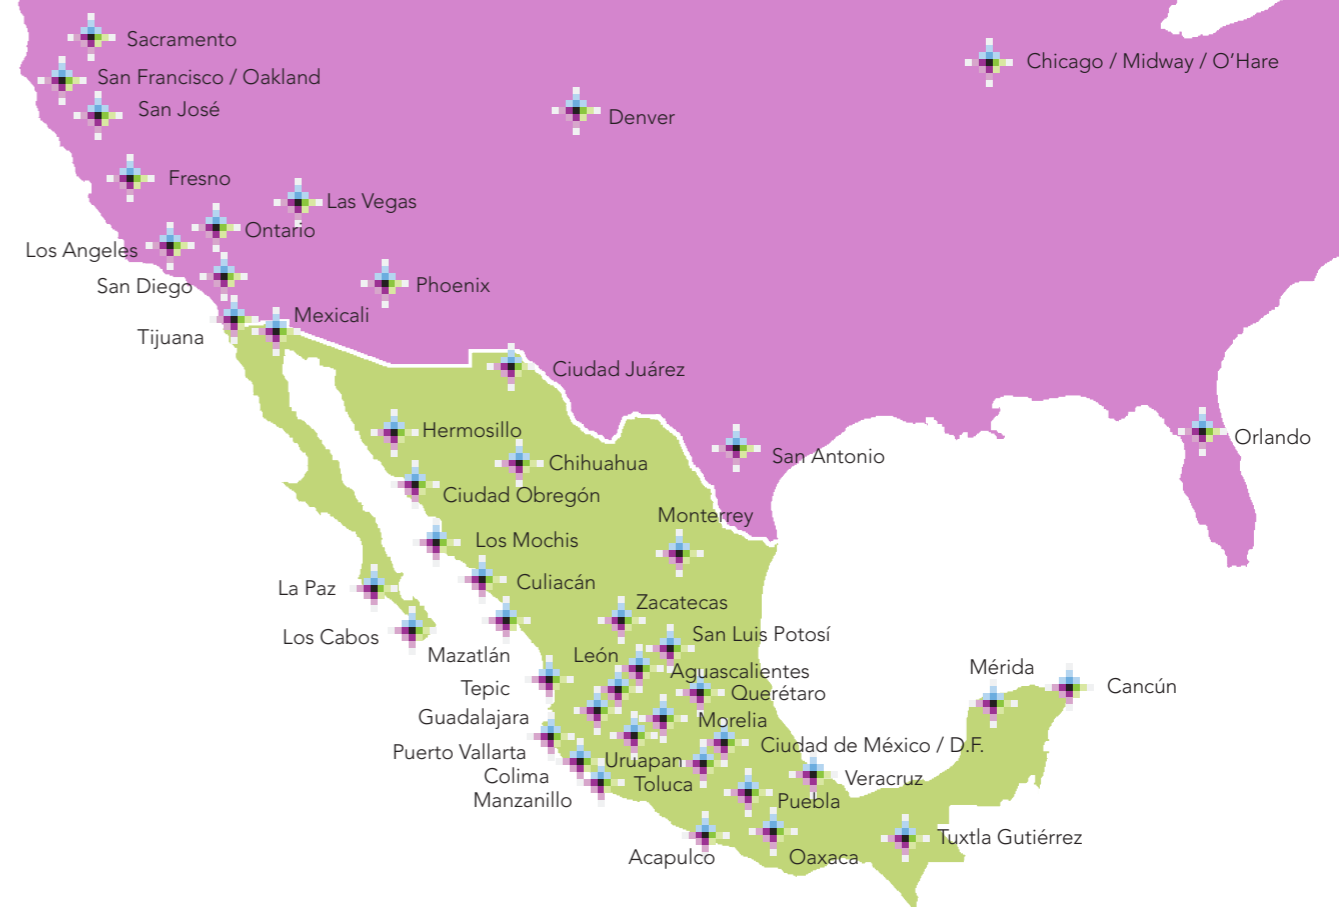 Sacramento
Chicago / Midway / O’Hare
San Francisco / Oakland
San José
Denver
Fresno
Las Vegas
Ontario
Los Angeles
San Diego
Phoenix
Mexicali
Tijuana
Ciudad Juárez
Hermosillo
Orlando
San Antonio
Chihuahua
Ciudad Obregón
Monterrey
Los Mochis
Culiacán
La Paz
Zacatecas
San Luis Potosí
Los Cabos
Mazatlán
León
Mérida
Aguascalientes
Cancún
Tepic
Querétaro
Guadalajara
Morelia
Ciudad de México / D.F.
Puerto Vallarta
Uruapan
Colima
Veracruz
Toluca
Manzanillo
Puebla
Tuxtla Gutiérrez
Acapulco
Oaxaca